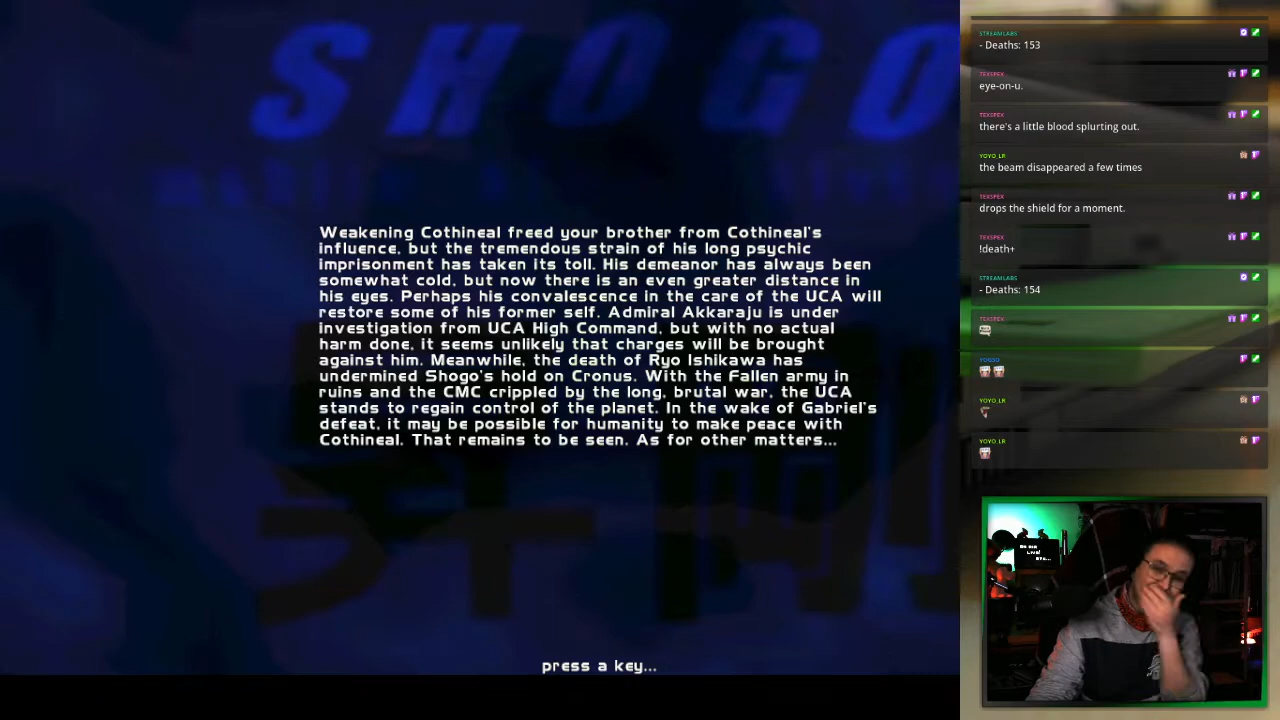 SHOGO
Weakening Cothineal freed your brother from Cothineal's
influence, but the tremendous strain of his long psychic
imprisonment has taken its toll. His demeanor has always been
somewhat cold, but now there is an even greater distance in
his eyes. Perhaps his convalescence in the care of the UCA will
restore some of his former self. Admiral Akkaraju is under
investigation from UCA High Command, but with no actual
harm done, it seems unlikely that charges will be brought
against him. Meanwhile, the death of Ryo Ishikawa has
undermined Shogo's hold on Cronus. With the Fallen army in
ruins and the CMC crippled by the long, brutal war, the UCA
stands to regain control of the planet. In the wake of Gabriel's
defeat, it may be possible for humanity to make peace with
Cothineal. That remains to be seen. As for other matters...
press a key...
STREAMLABS
- Deaths: 153
TEXSPEX
eye-on-u.
TEXSPEX
there's a little blood splurting out.
YOYO_LR
the beam disappeared a few times
TEXSPEX
drops the shield for a moment.
TEXSPEX
!death+
STREAMLABS
- Deaths: 154
TEXSPEX
YOYO_LR
YOYO_LR